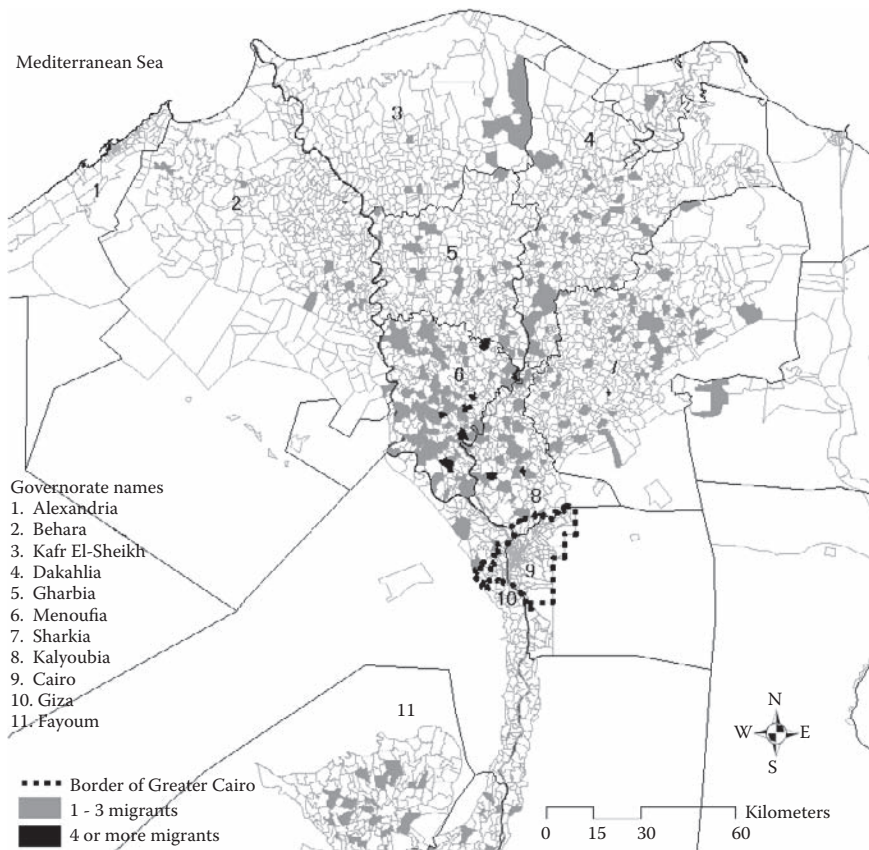 Mediterranean Sea
3
4
1
2
5
6
7
8
9
10
11
Governorate names
1. Alexandria
2. Behara
3. Kafr El-Sheikh
4. Dakahlia
5. Gharbia
6. Menoufia
7. Sharkia
8. Kalyoubia
9. Cairo
10. Giza
11. Fayoum
N
W E
S
Border of Greater Cairo
1 - 3 migrants
4 or more migrants
Kilometers
0 15 30 60